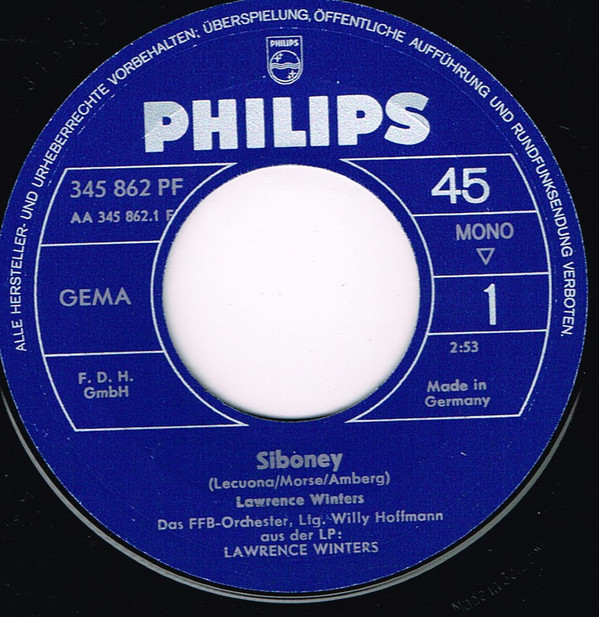 ALLE HERSTELLER- UND URHEBERRECHTE VORBEHALTEN: ÜBERSPIELUNG, ÖFFENTLICHE AUFFÜHRUNG UND RUNDFUNKSENDUNG VERBOTEN.
PHILIPS
PHILIPS
345 862 PF
AA 345 862.1 F
45
MONO
▽
GEMA
1
2:53
F. D. H.
GmbH
Made in
Germany
Siboney
(Lecuona/Morse/Amberg)
Lawrence Winters
Das FFB-Orchester, Ltg. Willy Hoffmann
aus der LP:
LAWRENCE WINTERS